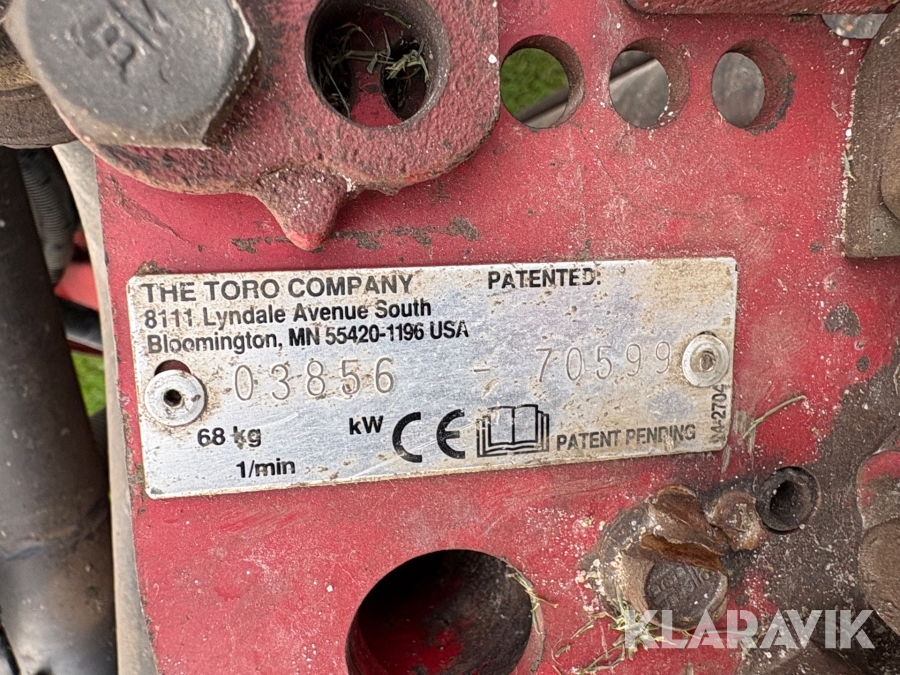 THE TORO COMPANY PATENTED:
8111 Lyndale Avenue South
Bloomington, MN 55420-1196 USA
03856 - 70599
68 kg kW CE PATENT PENDING
1/min
KLARAVIK